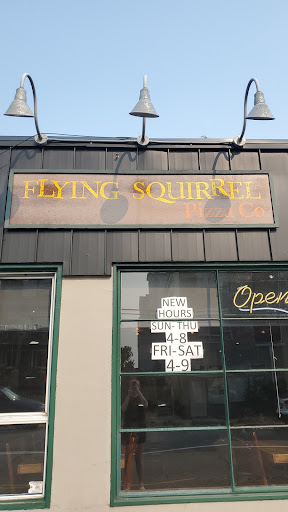 FLYING SQUIRREL
PIZZA CO
Open
NEW
HOURS
SUN-THU
4-8
FRI-SAT
4-9